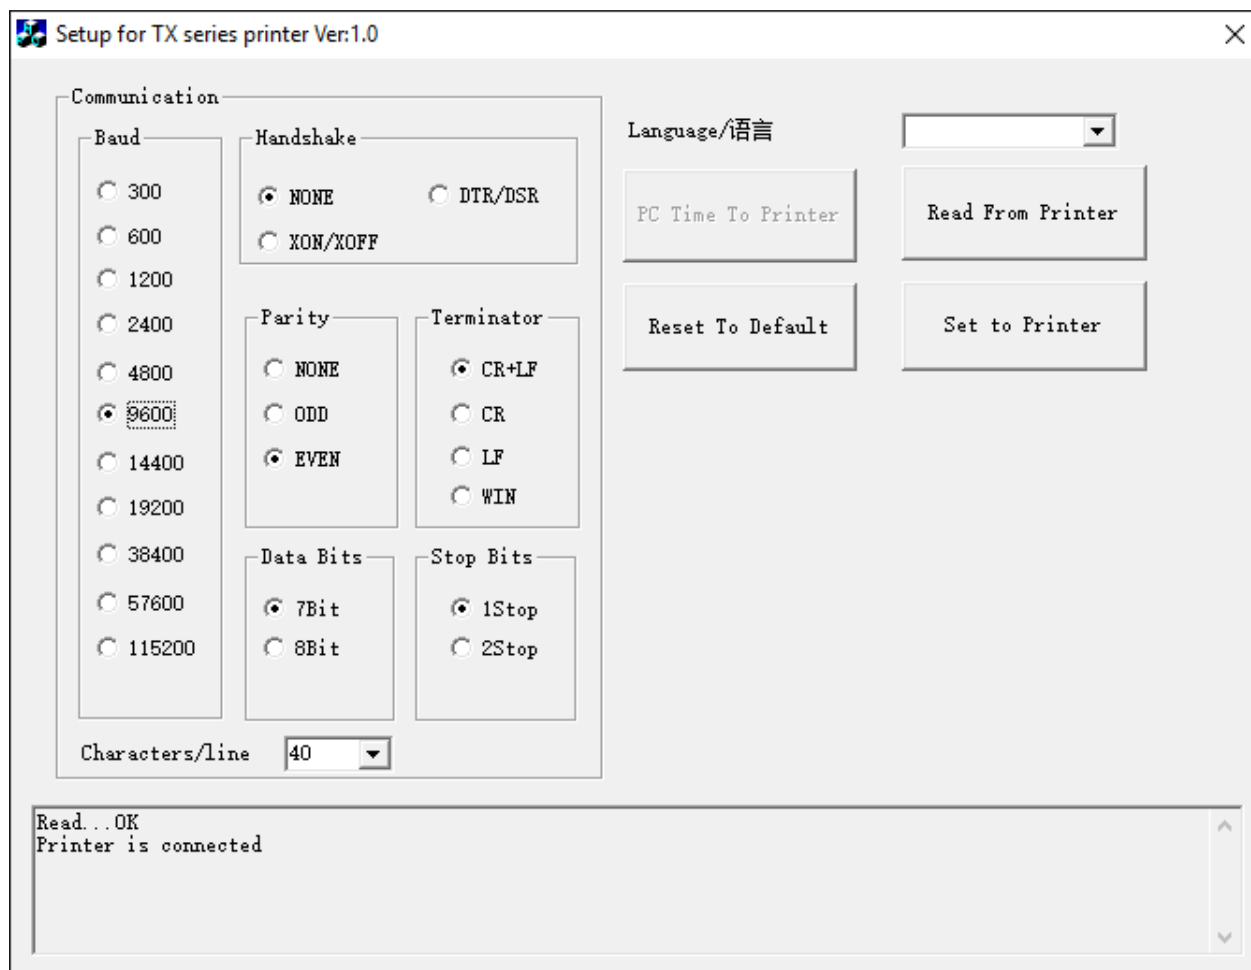 Setup for TX series printer Ver:1.0
Communication
Baud
300
600
1200
2400
4800
9600
14400
19200
38400
57600
115200
Handshake
NONE
DTR/DSR
XON/XOFF
Parity
NONE
ODD
EVEN
Terminator
CR+LF
CR
LF
WIN
Data Bits
7Bit
8Bit
Stop Bits
1Stop
2Stop
Characters/line 40
Language/语言
PC Time To Printer
Read From Printer
Reset To Default
Set to Printer
Read...OK
Printer is connected